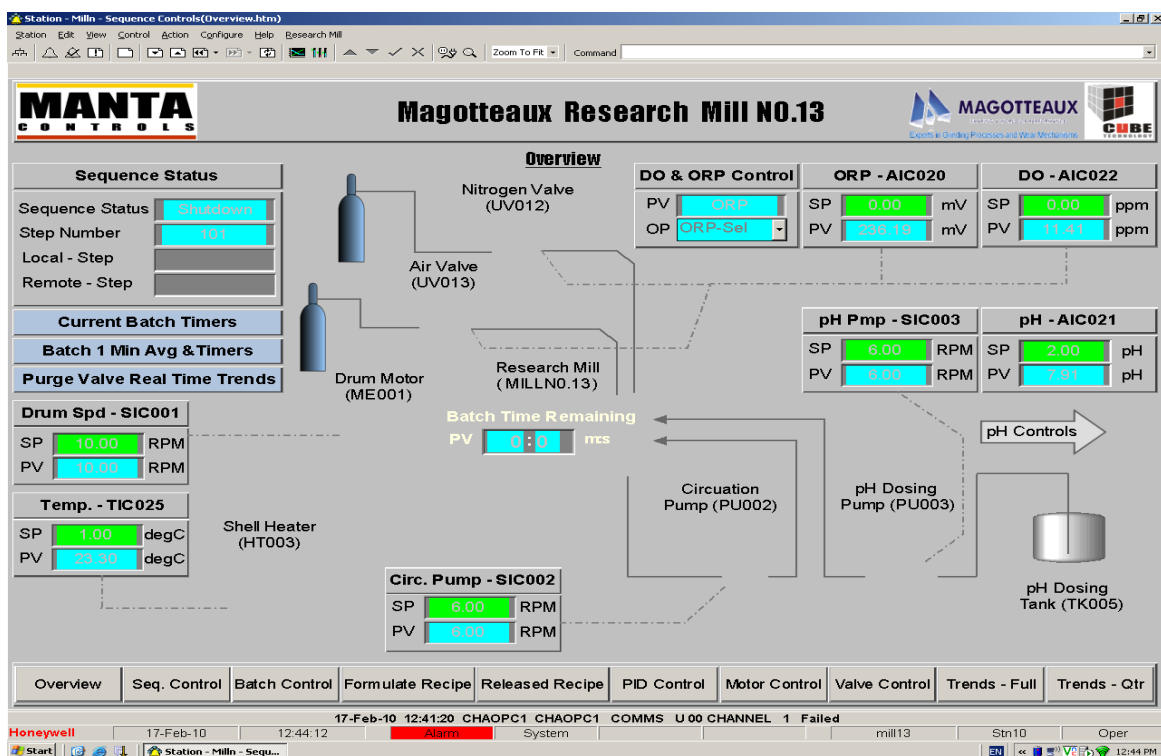 Station - Milln - Sequence Controls(Overview.htm)
Station Edit View Control Action Configure Help Research Mill
Zoom To Fit Command
MANTA
CONTROLS
Magotteaux Research Mill N0.13
MAGOTTEAUX
Experts in Grinding Processes and Wear Mechanisms
CUBE
TECHNOLOGY
Overview
Sequence Status
Sequence Status Shutdown
Step Number 101
Local - Step
Remote - Step
Current Batch Timers
Batch 1 Min Avg &Timers
Purge Valve Real Time Trends
Nitrogen Valve
(UV012)
Air Valve
(UV013)
DO & ORP Control
PV ORP
OP ORP-Sel
ORP - AIC020
SP 0.00 mV
PV 236.19 mV
DO - AIC022
SP 0.00 ppm
PV 11.41 ppm
pH Pmp - SIC003
SP 6.00 RPM
PV 6.00 RPM
pH - AIC021
SP 2.00 pH
PV 7.91 pH
Drum Motor
(ME001)
Research Mill
(MILLN0.13)
Batch Time Remaining
PV 0 : 0 m:s
Drum Spd - SIC001
SP 10.00 RPM
PV 10.00 RPM
pH Controls
Temp. - TIC025
SP 1.00 degC
PV 23.30 degC
Shell Heater
(HT003)
Circuation
Pump (PU002)
pH Dosing
Pump (PU003)
Circ. Pump - SIC002
SP 6.00 RPM
PV 6.00 RPM
pH Dosing
Tank (TK005)
Overview Seq. Control Batch Control Formulate Recipe Released Recipe PID Control Motor Control Valve Control Trends - Full Trends - Qtr
17-Feb-10 12:41:20 CHAOPC1 CHAOPC1 COMMS U 00 CHANNEL 1 Failed
Honeywell 17-Feb-10 12:44:12 Alarm System mill13 Stn10 Oper
Start Station - Milln - Sequ... EN 12:44 PM